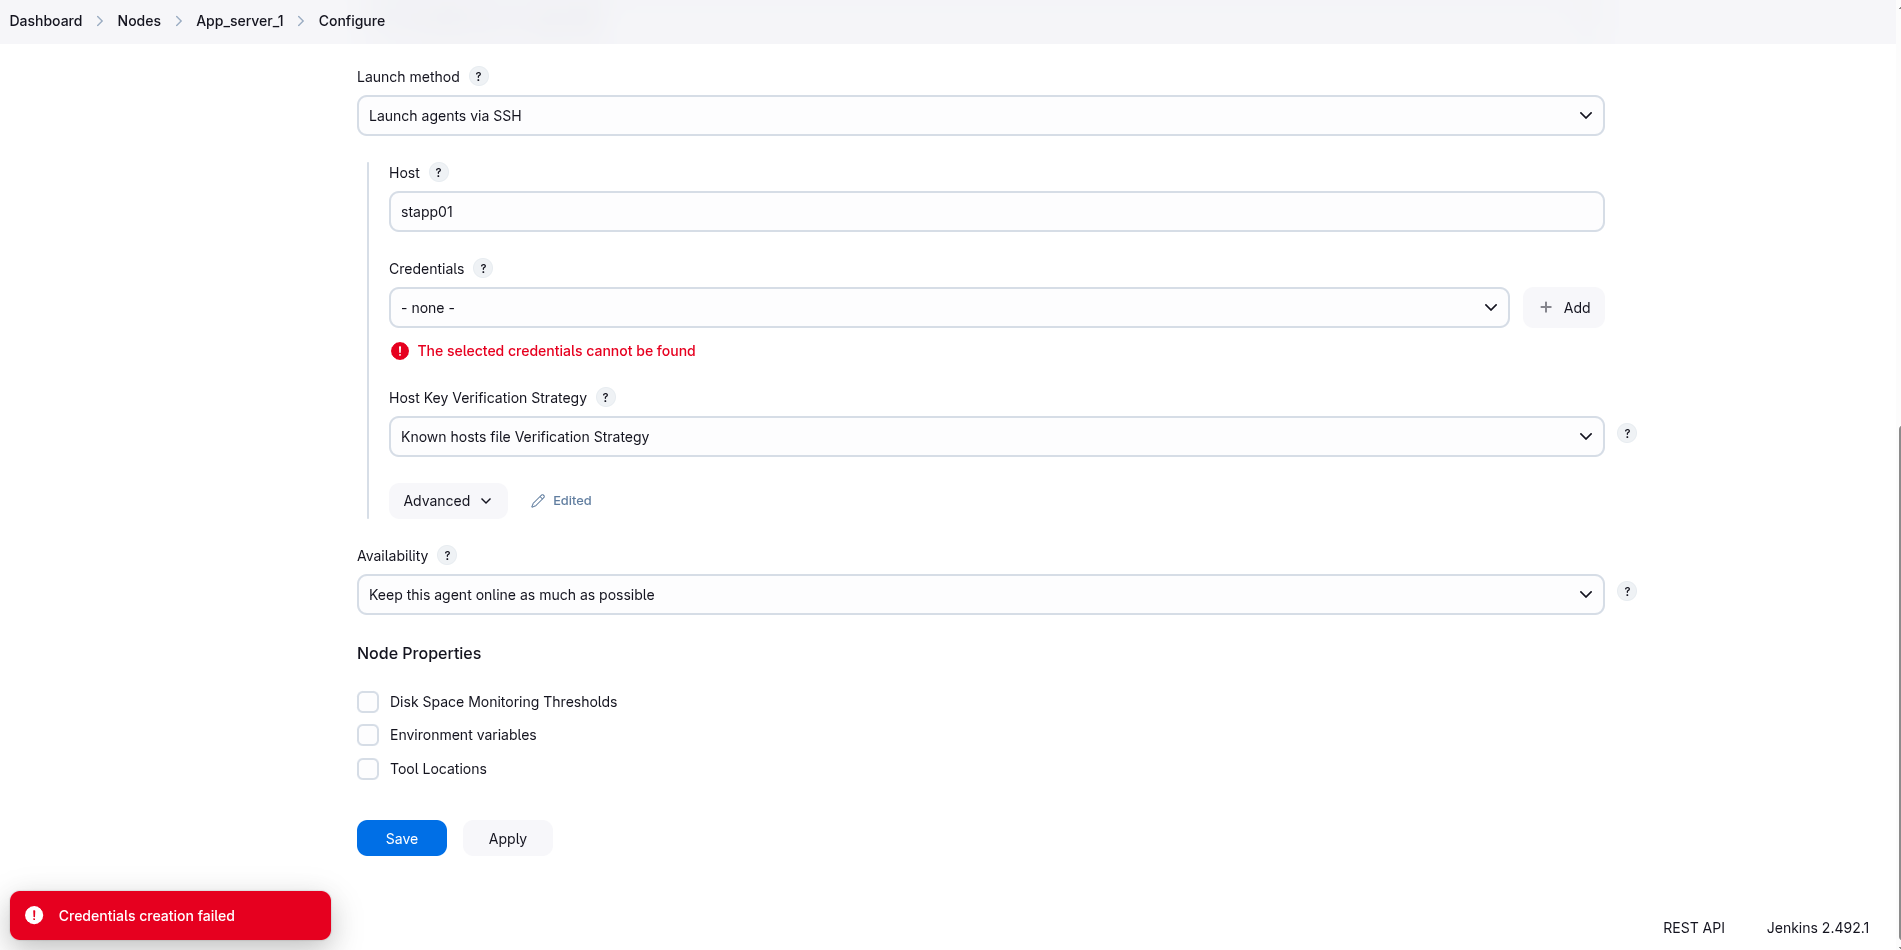 Dashboard > Nodes > App_server_1 > Configure
Launch method ?
Launch agents via SSH
Host ?
stapp01
Credentials ?
- none -
+ Add
! The selected credentials cannot be found
Host Key Verification Strategy ?
Known hosts file Verification Strategy
?
Advanced
Edited
Availability ?
Keep this agent online as much as possible
?
Node Properties
Disk Space Monitoring Thresholds
Environment variables
Tool Locations
Save Apply
! Credentials creation failed
REST API Jenkins 2.492.1